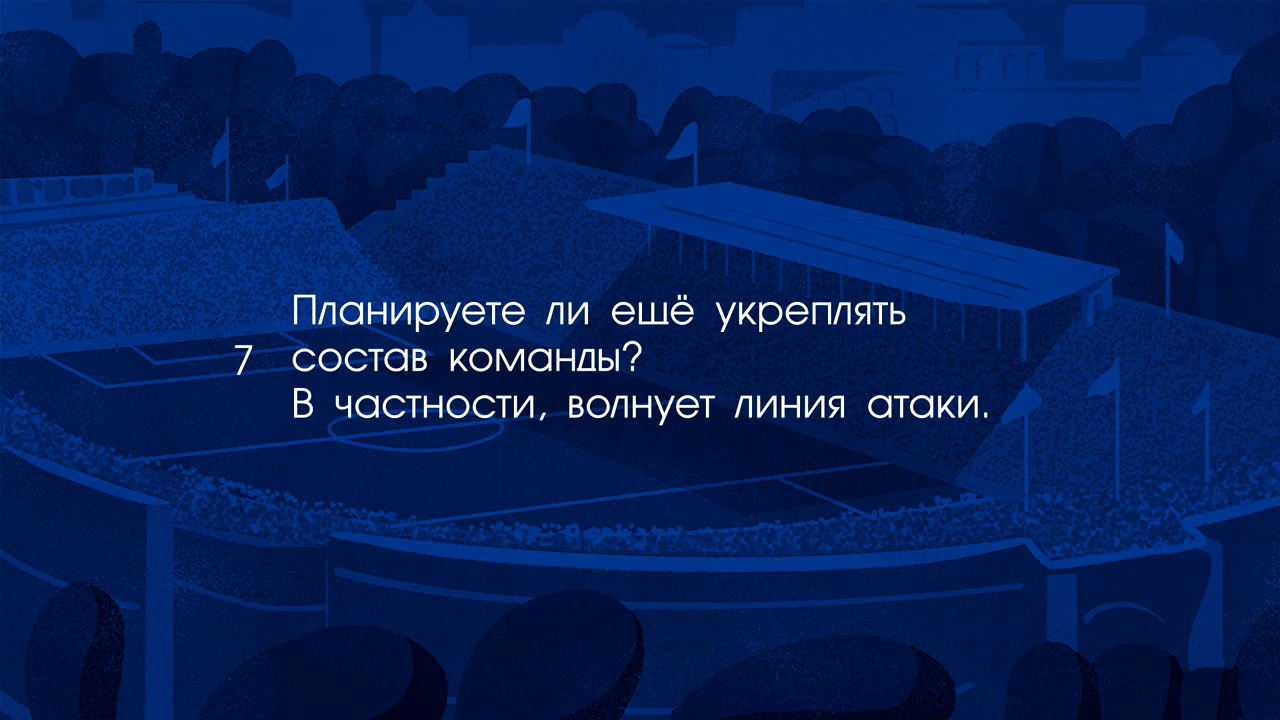 Планируете ли ещё укреплять
7 состав команды?
В частности, волнует линия атаки.